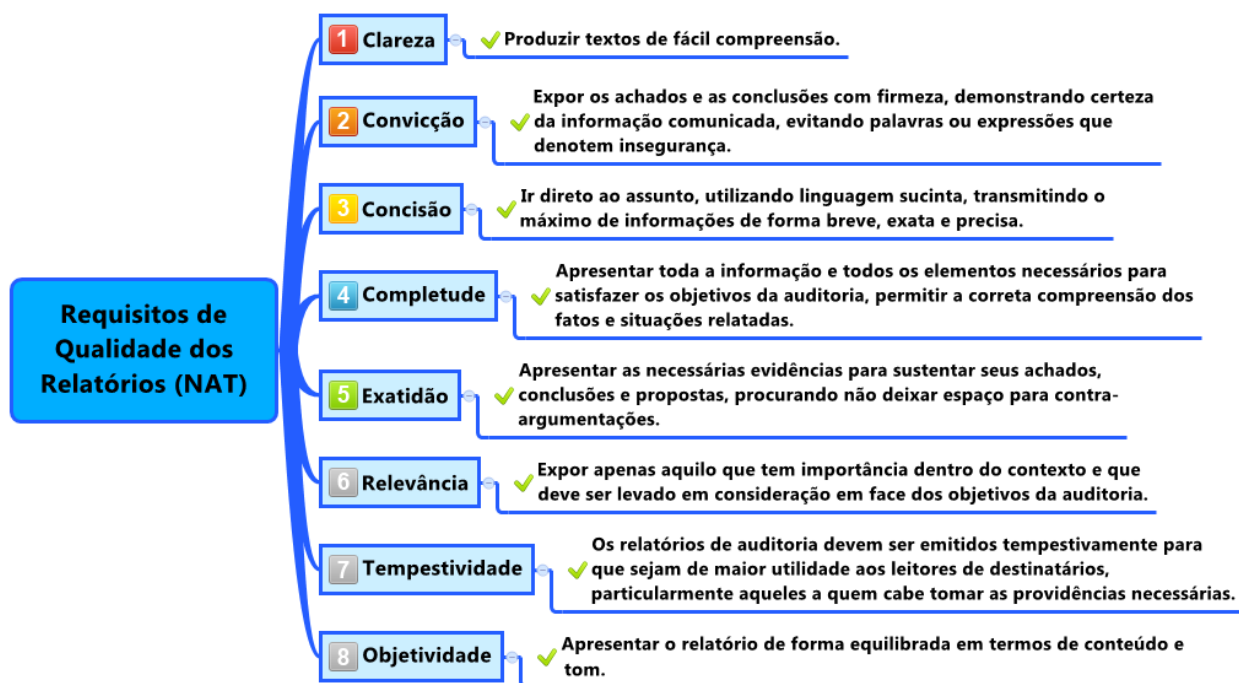 Requisitos de
Qualidade dos
Relatórios (NAT)
1 Clareza
Produzir textos de fácil compreensão.
2 Convicção
Expor os achados e as conclusões com firmeza, demonstrando certeza
da informação comunicada, evitando palavras ou expressões que
denotem insegurança.
3 Concisão
Ir direto ao assunto, utilizando linguagem sucinta, transmitindo o
máximo de informações de forma breve, exata e precisa.
4 Completude
Apresentar toda a informação e todos os elementos necessários para
satisfazer os objetivos da auditoria, permitir a correta compreensão dos
fatos e situações relatadas.
5 Exatidão
Apresentar as necessárias evidências para sustentar seus achados,
conclusões e propostas, procurando não deixar espaço para contra-
argumentações.
6 Relevância
Expor apenas aquilo que tem importância dentro do contexto e que
deve ser levado em consideração em face dos objetivos da auditoria.
7 Tempestividade
Os relatórios de auditoria devem ser emitidos tempestivamente para
que sejam de maior utilidade aos leitores de destinatários,
particularmente aqueles a quem cabe tomar as providências necessárias.
8 Objetividade
Apresentar o relatório de forma equilibrada em termos de conteúdo e
tom.